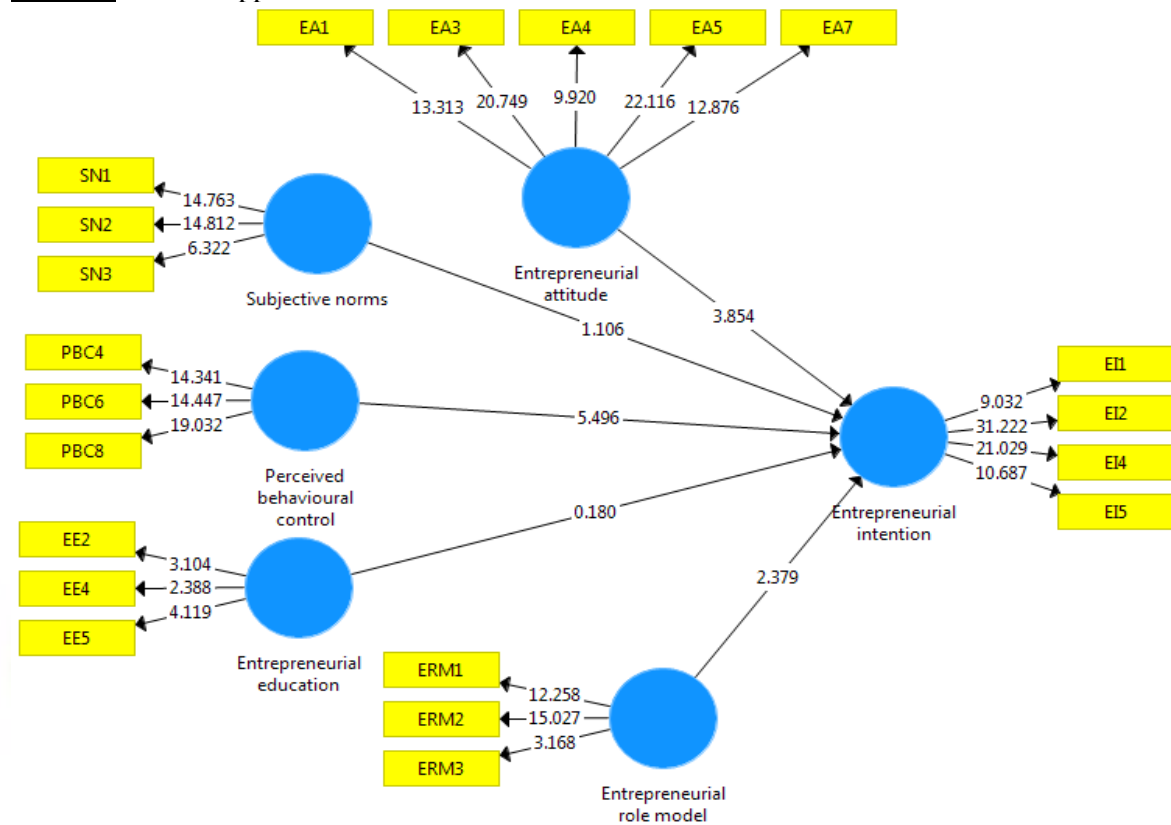 EA1
EA3
EA4
EA5
EA7
13.313
20.749
9.920
22.116
12.876
SN1
SN2
SN3
14.763
14.812
6.322
Subjective norms
Entrepreneurial
attitude
3.854
1.106
PBC4
PBC6
PBC8
14.341
14.447
19.032
Perceived
behavioural
control
5.496
EI1
EI2
EI4
EI5
9.032
31.222
21.029
10.687
Entrepreneurial
intention
0.180
EE2
EE4
EE5
3.104
2.388
4.119
Entrepreneurial
education
2.379
ERM1
ERM2
ERM3
12.258
15.027
3.168
Entrepreneurial
role model